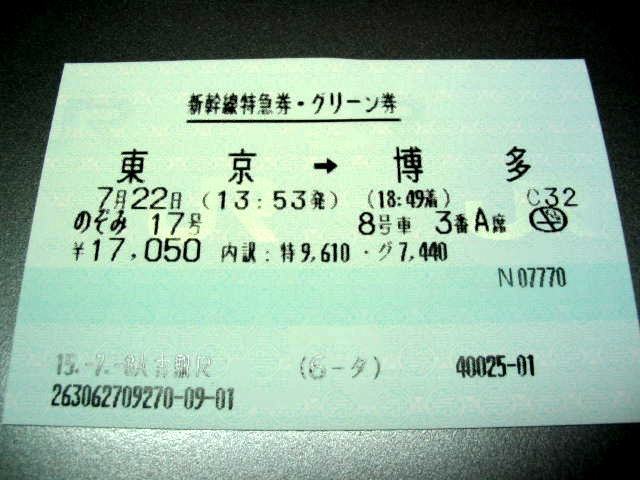 新幹線特急券・グリーン券
東京 → 博多
7月22日 (13:53発) (18:49着) C32
のぞみ 17号 8号車 3番A席
¥17,050 内訳:特9,610・グ7,440
N07770
(6-タ) 40025-01
263062709270-09-01